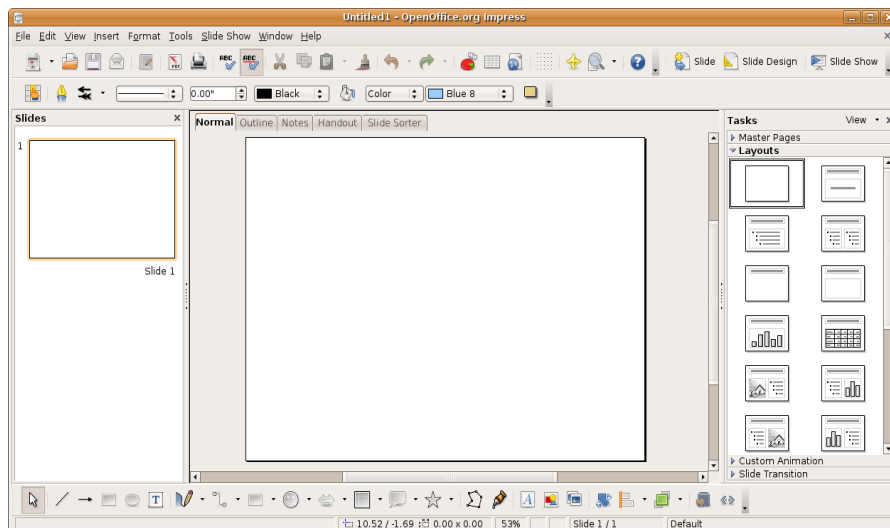 Untitled1 - OpenOffice.org Impress
File Edit View Insert Format Tools Slide Show Window Help
ABC ABC Slide Slide Design Slide Show
0.00" Black Color Blue 8
Slides
Normal Outline Notes Handout Slide Sorter
Tasks View
Master Pages
1
Layouts
Slide 1
Custom Animation
Slide Transition
T A
10.52 / -1.69 0.00 x 0.00 53% Slide 1 / 1 Default